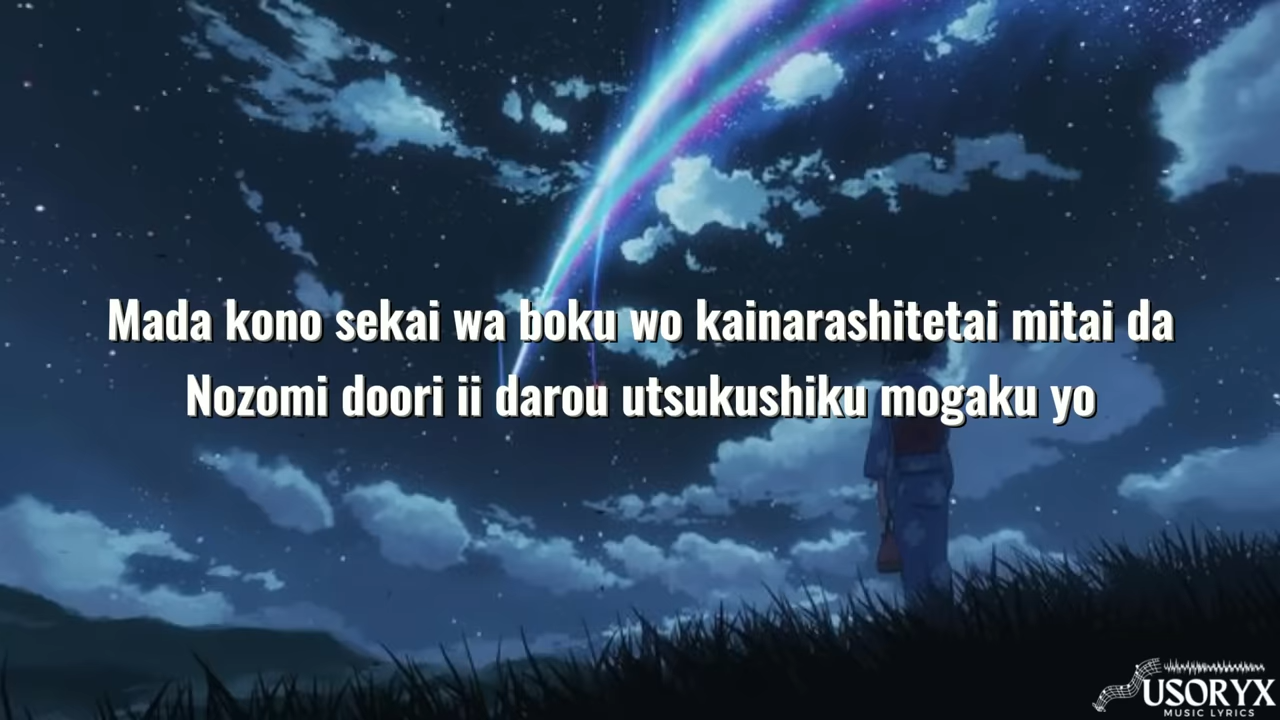 Mada kono sekai wa boku wo kainarashitetai mitai da
Nozomi doori ii darou utsukushiku mogaku yo
USORYX
MUSIC LYRICS